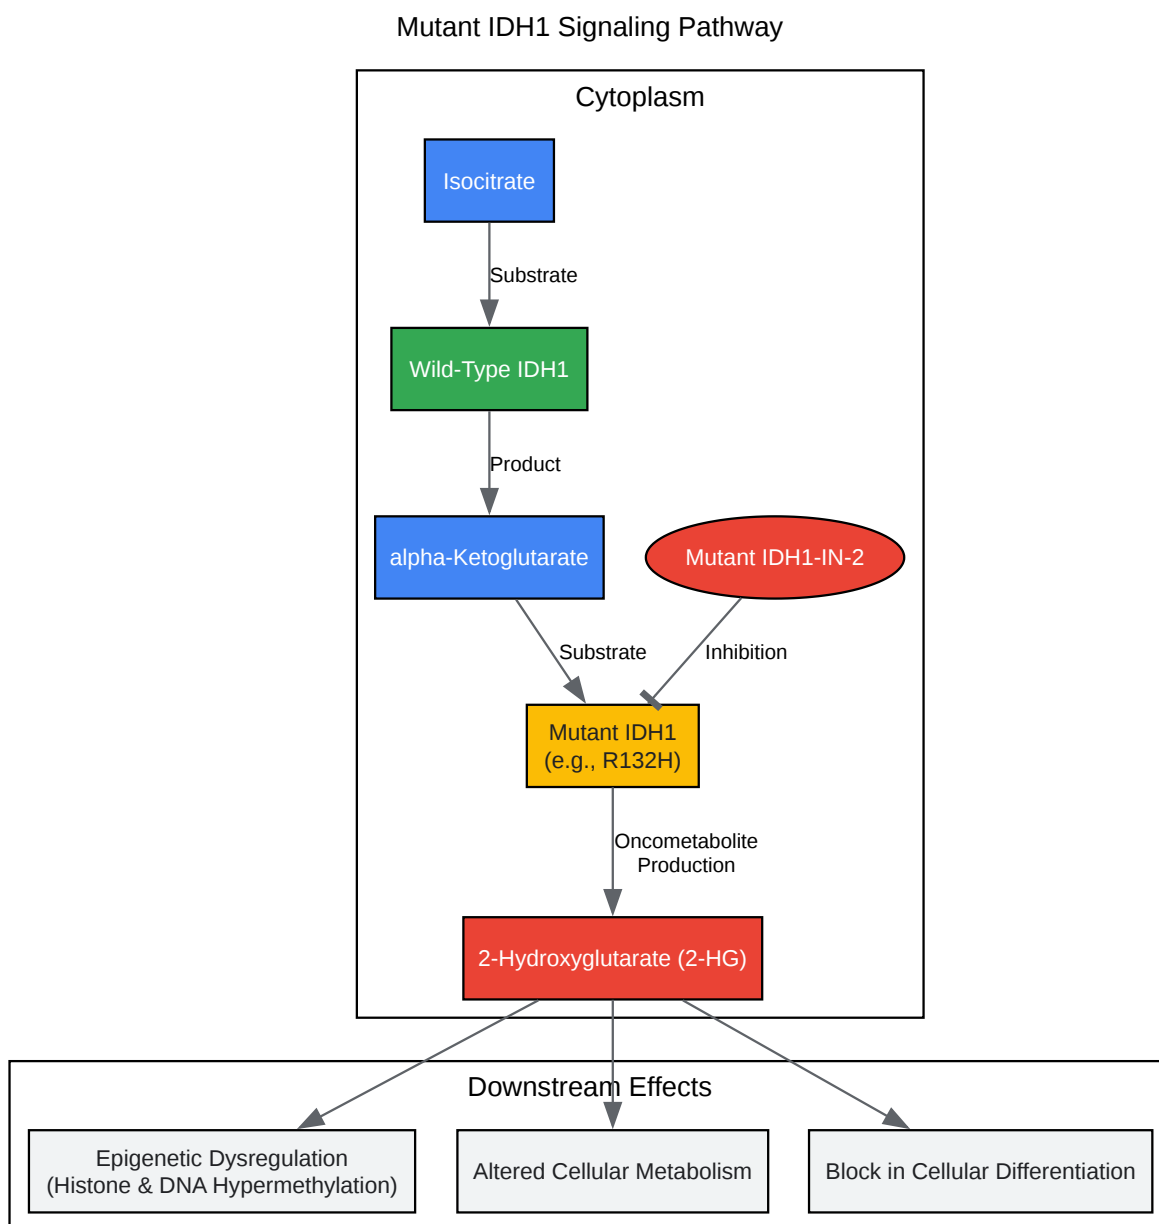 Mutant IDH1 Signaling Pathway
Cytoplasm
Isocitrate
Substrate
Wild-Type IDH1
Product
alpha-Ketoglutarate
Mutant IDH1-IN-2
Substrate
Inhibition
Mutant IDH1
(e.g., R132H)
Oncometabolite
Production
2-Hydroxyglutarate (2-HG)
Downstream Effects
Epigenetic Dysregulation
(Histone & DNA Hypermethylation)
Altered Cellular Metabolism
Block in Cellular Differentiation